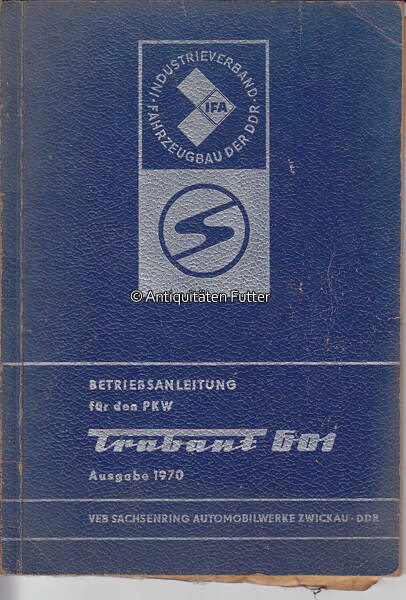 · INDUSTRIEVERBAND ·
FAHRZEUGBAU DER DDR
IFA
© Antiquitäten Futter
BETRIEBSANLEITUNG
für den PKW
Trabant 601
Ausgabe 1970
VEB SACHSENRING AUTOMOBILWERKE ZWICKAU · DDR